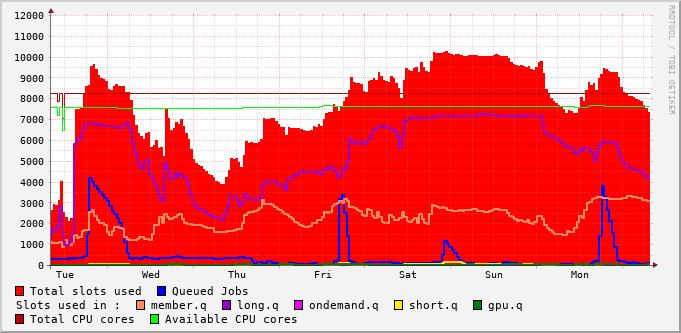 12000
11000
10000
9000
8000
7000
6000
5000
4000
3000
2000
1000
0
Tue Wed Thu Fri Sat Sun Mon
Total slots used Queued Jobs
Slots used in : member.q long.q ondemand.q short.q gpu.q
Total CPU cores Available CPU cores
RRDTOOL / TOBI OETIKER